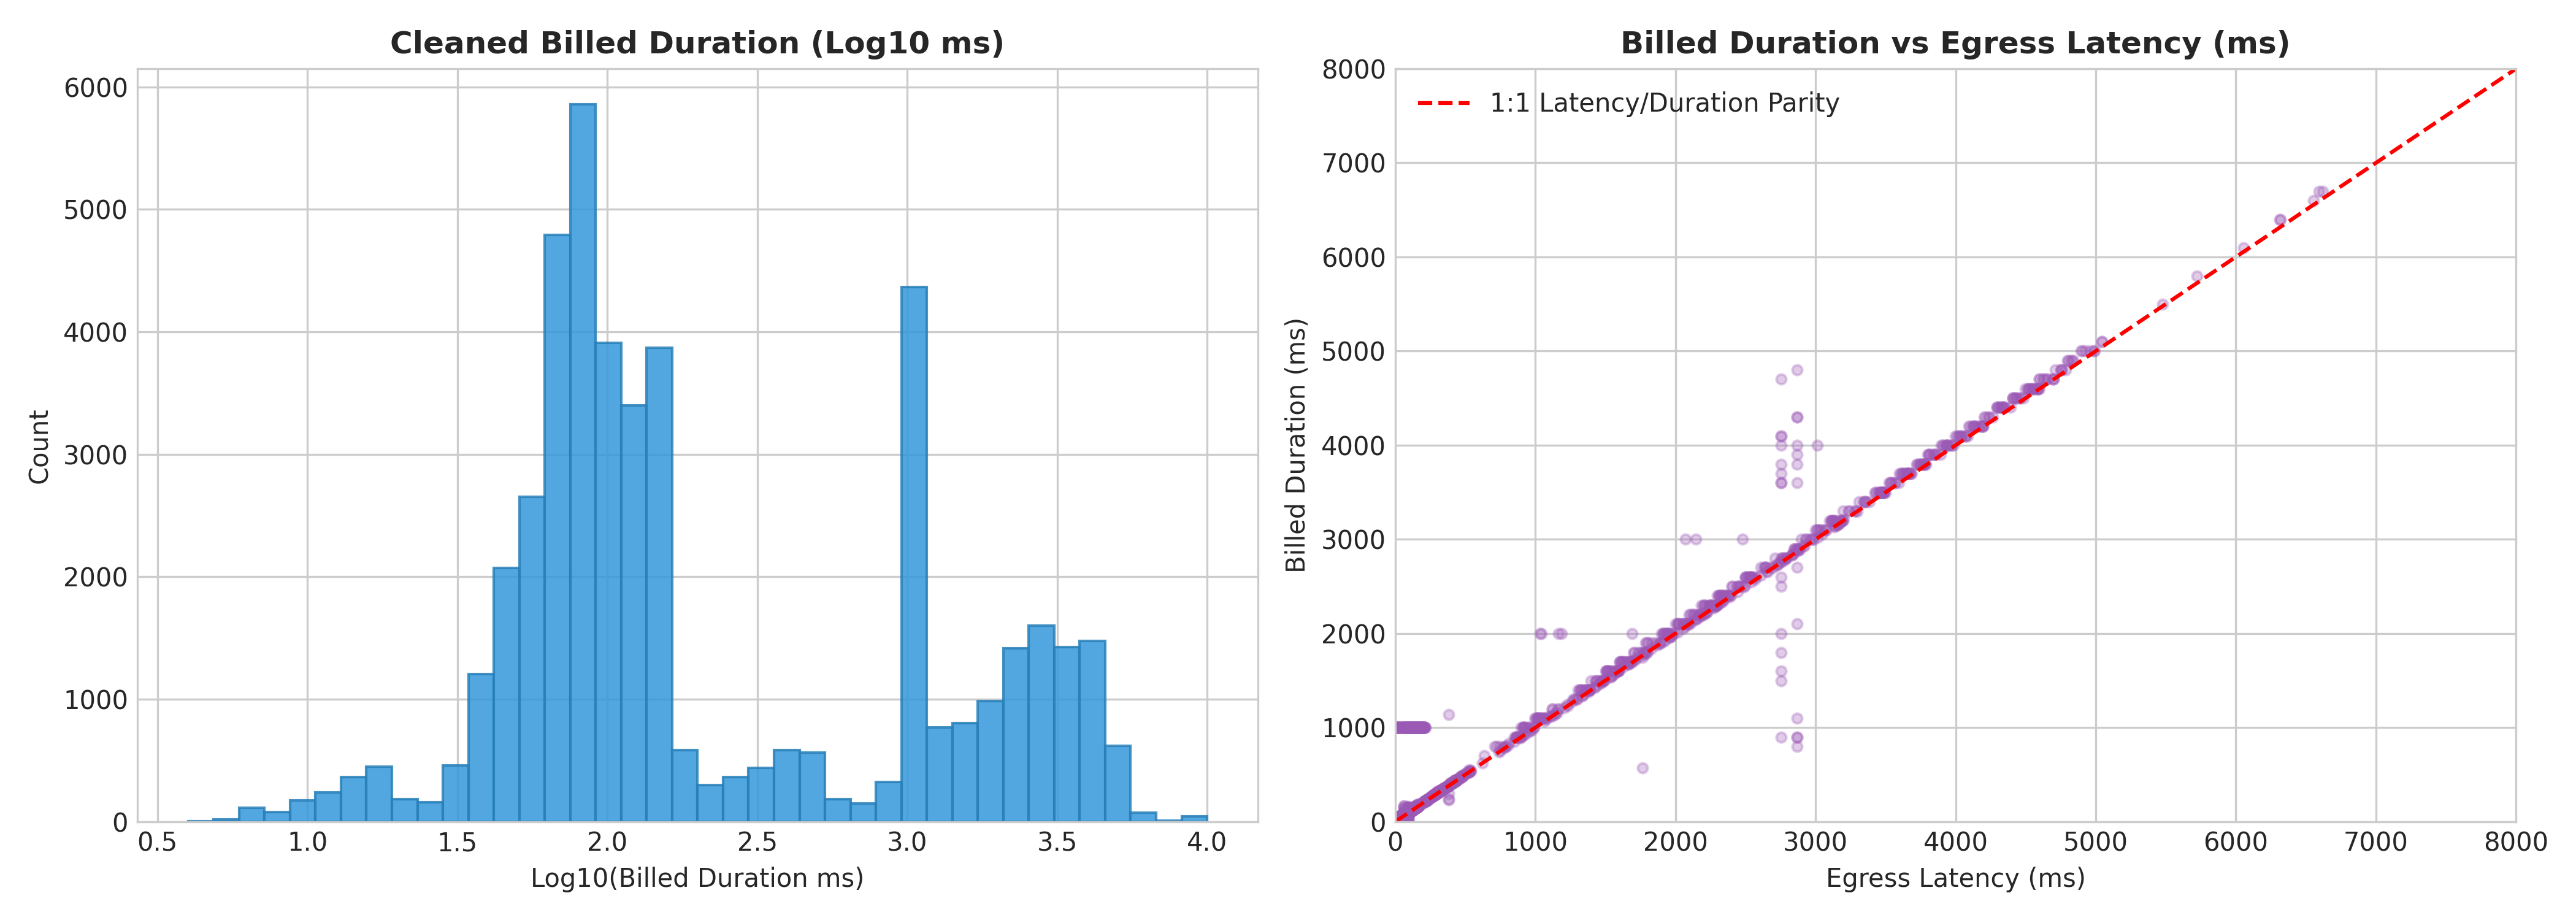 Cleaned Billed Duration (Log10 ms)
6000
5000
4000
3000
2000
1000
0
Count
0.5 1.0 1.5 2.0 2.5 3.0 3.5 4.0
Log10(Billed Duration ms)
Billed Duration vs Egress Latency (ms)
1:1 Latency/Duration Parity
8000
7000
6000
5000
4000
3000
2000
1000
0
Billed Duration (ms)
0 1000 2000 3000 4000 5000 6000 7000 8000
Egress Latency (ms)